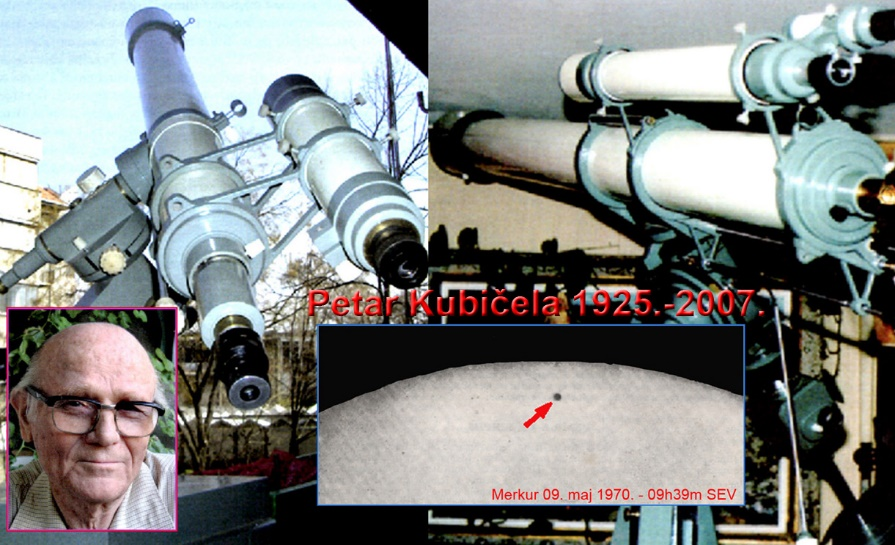 Petar Kubičela 1925.-2007.
Merkur 09. maj 1970. - 09h39m SEV